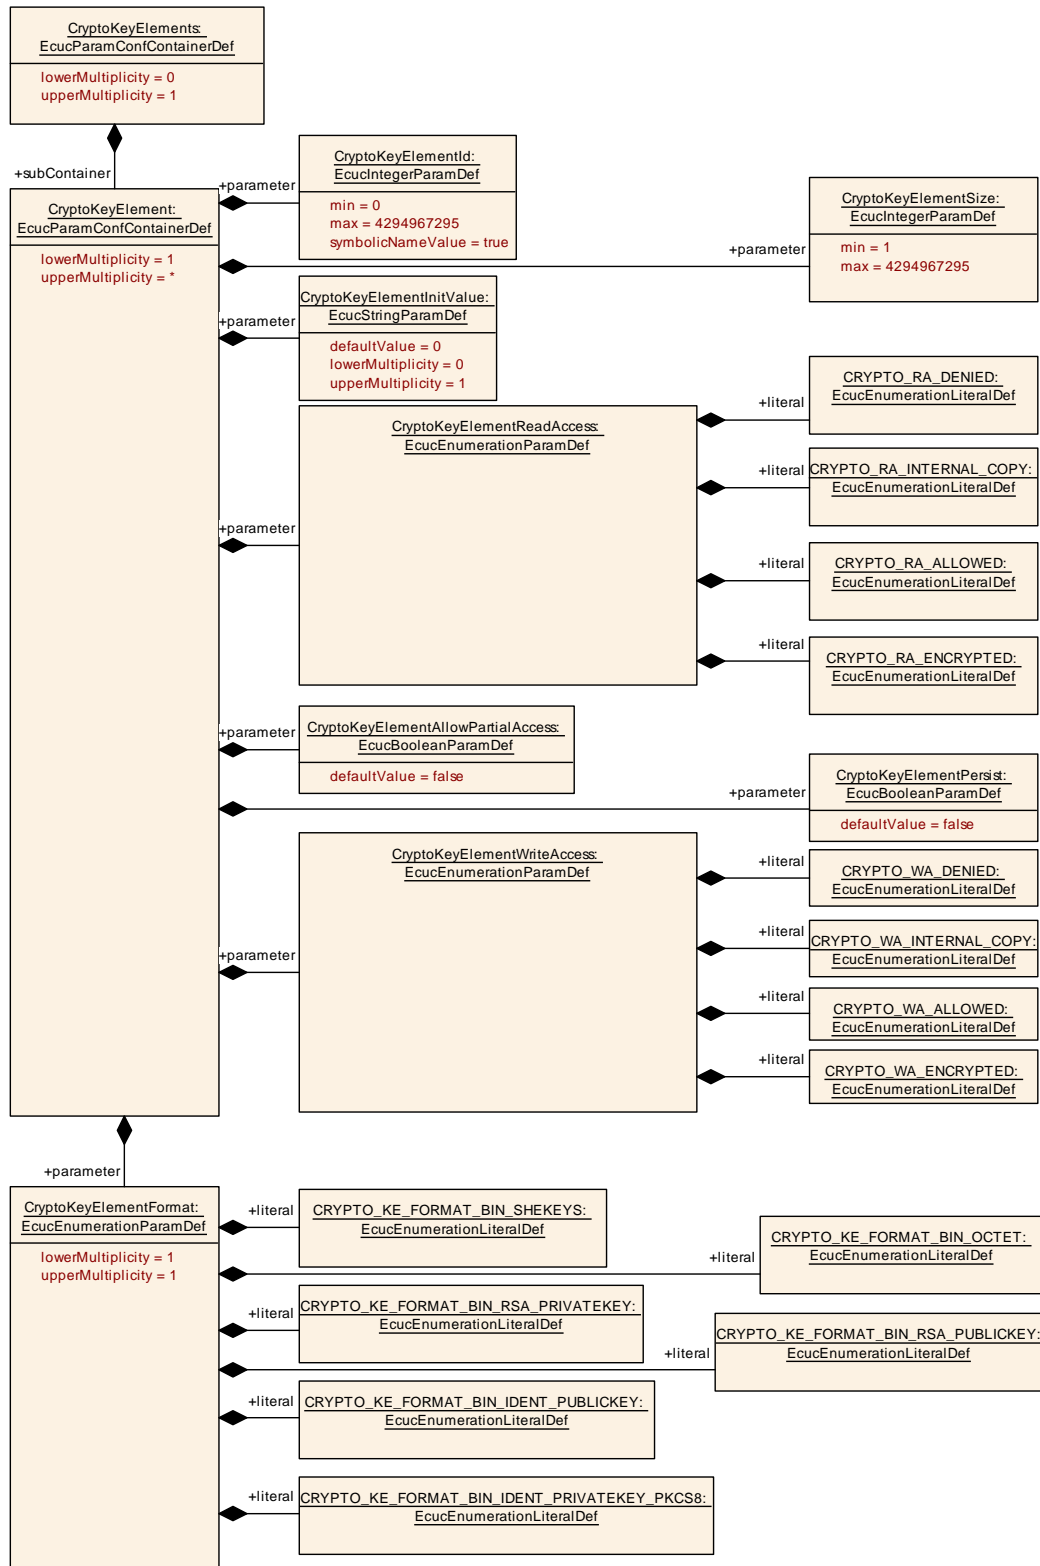 CryptoKeyElements:
EcucParamConfContainerDef
lowerMultiplicity = 0
upperMultiplicity = 1
+subContainer
CryptoKeyElement:
EcucParamConfContainerDef
lowerMultiplicity = 1
upperMultiplicity = *
+parameter
CryptoKeyElementId:
EcucIntegerParamDef
min = 0
max = 4294967295
symbolicNameValue = true
+parameter
CryptoKeyElementSize:
EcucIntegerParamDef
min = 1
max = 4294967295
+parameter
CryptoKeyElementInitValue:
EcucStringParamDef
defaultValue = 0
lowerMultiplicity = 0
upperMultiplicity = 1
+parameter
CryptoKeyElementReadAccess:
EcucEnumerationParamDef
+literal
CRYPTO_RA_DENIED:
EcucEnumerationLiteralDef
+literal
CRYPTO_RA_INTERNAL_COPY:
EcucEnumerationLiteralDef
+literal
CRYPTO_RA_ALLOWED:
EcucEnumerationLiteralDef
+literal
CRYPTO_RA_ENCRYPTED:
EcucEnumerationLiteralDef
+parameter
CryptoKeyElementAllowPartialAccess:
EcucBooleanParamDef
defaultValue = false
+parameter
CryptoKeyElementPersist:
EcucBooleanParamDef
defaultValue = false
+parameter
CryptoKeyElementWriteAccess:
EcucEnumerationParamDef
+literal
CRYPTO_WA_DENIED:
EcucEnumerationLiteralDef
+literal
CRYPTO_WA_INTERNAL_COPY:
EcucEnumerationLiteralDef
+literal
CRYPTO_WA_ALLOWED:
EcucEnumerationLiteralDef
+literal
CRYPTO_WA_ENCRYPTED:
EcucEnumerationLiteralDef
+parameter
CryptoKeyElementFormat:
EcucEnumerationParamDef
lowerMultiplicity = 1
upperMultiplicity = 1
+literal
CRYPTO_KE_FORMAT_BIN_SHEKEYS:
EcucEnumerationLiteralDef
+literal
CRYPTO_KE_FORMAT_BIN_OCTET:
EcucEnumerationLiteralDef
+literal
CRYPTO_KE_FORMAT_BIN_RSA_PRIVATEKEY:
EcucEnumerationLiteralDef
+literal
CRYPTO_KE_FORMAT_BIN_RSA_PUBLICKEY:
EcucEnumerationLiteralDef
+literal
CRYPTO_KE_FORMAT_BIN_IDENT_PUBLICKEY:
EcucEnumerationLiteralDef
+literal
CRYPTO_KE_FORMAT_BIN_IDENT_PRIVATEKEY_PKCS8:
EcucEnumerationLiteralDef